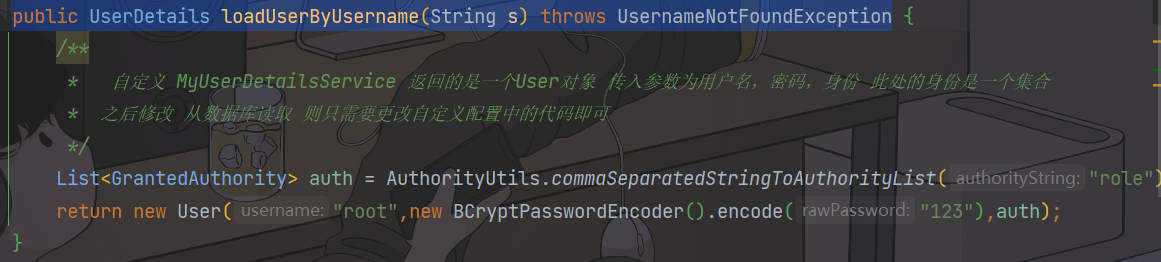 public UserDetails loadUserByUsername(String s) throws UsernameNotFoundException {
/**
* 自定义 MyUserDetailsService 返回的是一个User对象 传入参数为用户名，密码，身份 此处的身份是一个集合
* 之后修改 从数据库读取 则只需要更改自定义配置中的代码即可
*/
List<GrantedAuthority> auth = AuthorityUtils.commaSeparatedStringToAuthorityList( authorityString: "role")
return new User( username: "root",new BCryptPasswordEncoder().encode( rawPassword: "123"),auth);
}